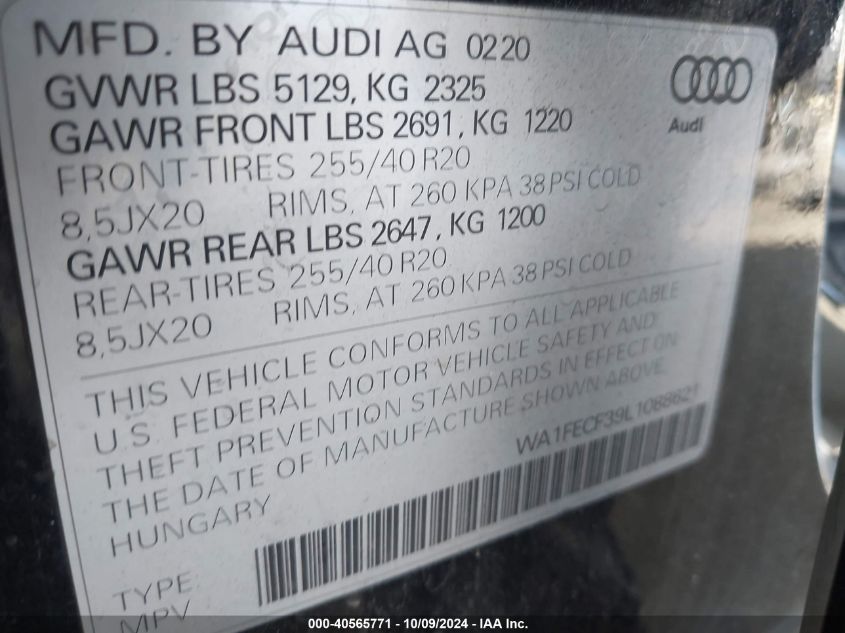 MFD. BY AUDI AG 0220
GVWR LBS 5129, KG 2325
GAWR FRONT LBS 2691, KG 1220
FRONT-TIRES 255/40 R20
8,5JX20 RIMS, AT 260 KPA 38 PSI COLD
GAWR REAR LBS 2647, KG 1200
REAR-TIRES 255/40 R20
8,5JX20 RIMS, AT 260 KPA 38 PSI COLD
Audi
THIS VEHICLE CONFORMS TO ALL APPLICABLE
U.S. FEDERAL MOTOR VEHICLE SAFETY AND
THEFT PREVENTION STANDARDS IN EFFECT ON
THE DATE OF MANUFACTURE SHOWN ABOVE.
HUNGARY
WA1FECF39L1088621
TYPE:
MPV
000-40565771 - 10/09/2024 - IAA Inc.